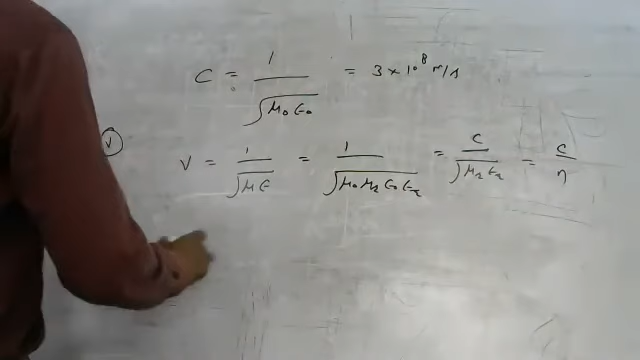 C = 1/√(μ₀ε₀) = 3 × 10⁸ m/s
(v) V = 1/√(με) = 1/√(μ₀μᵣε₀εᵣ) = C/√(μᵣεᵣ) = C/η